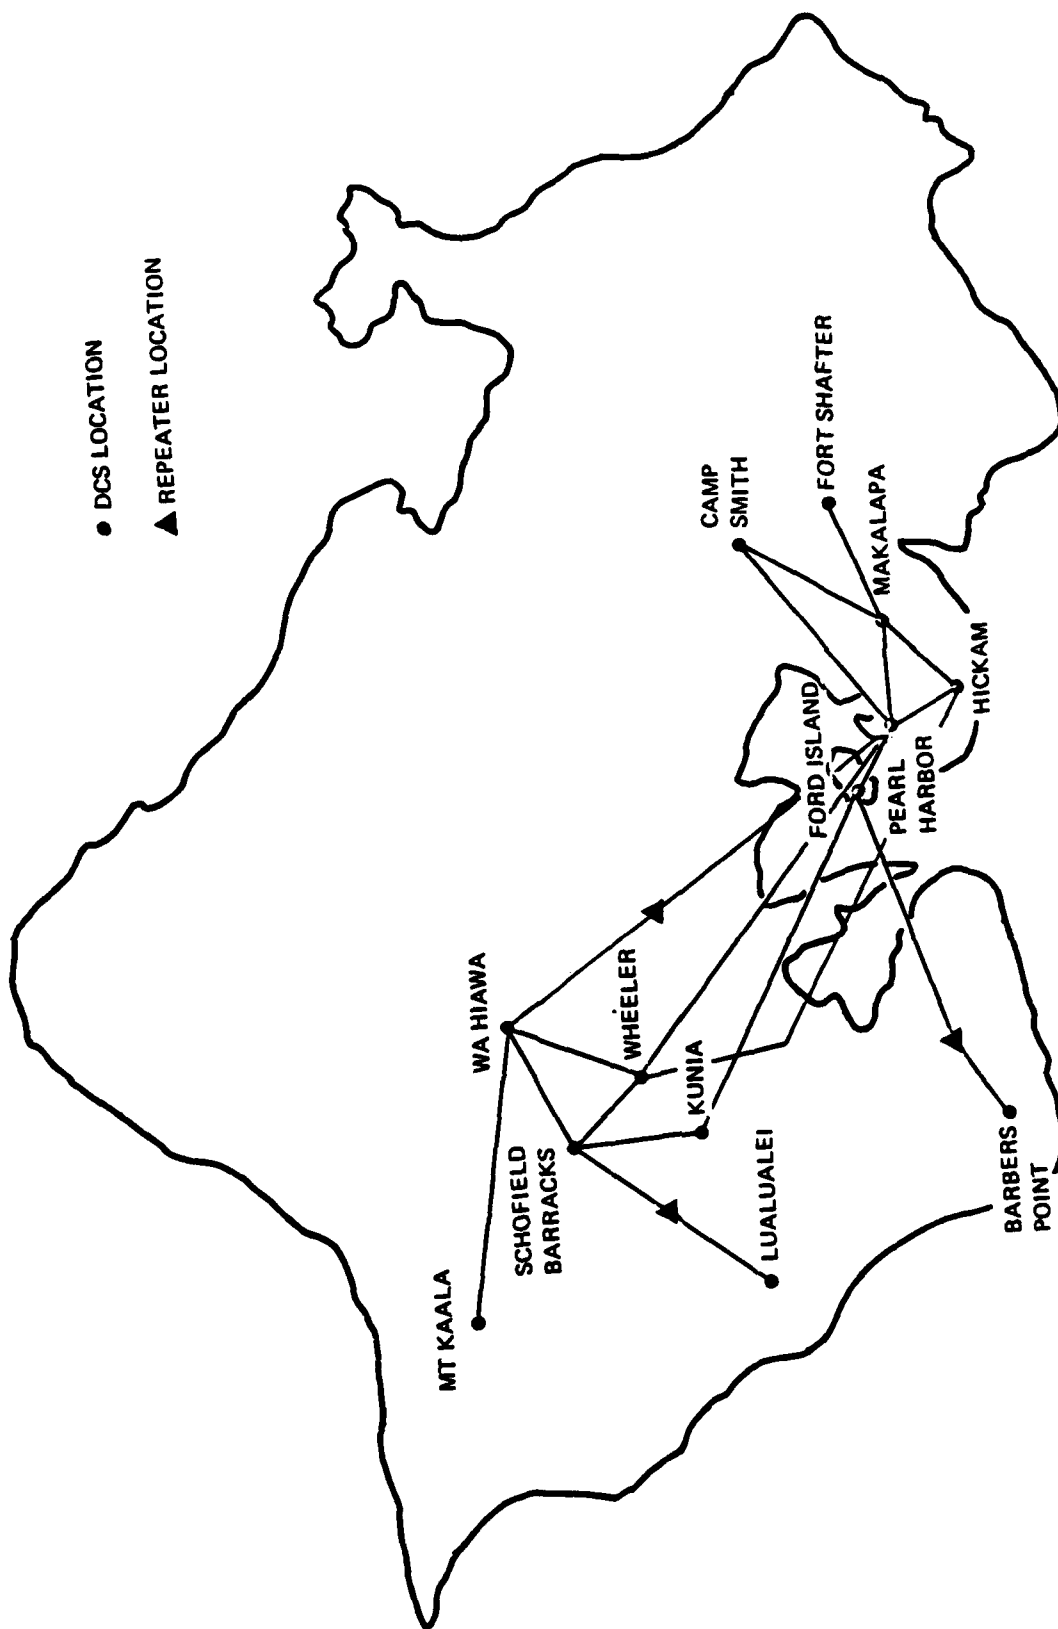 ● DCS LOCATION
▲ REPEATER LOCATION
MT KAALA
WA HIAWA
SCHOFIELD
BARRACKS
WHEELER
KUNIA
LUALUALEI
BARBERS
POINT
FORD ISLAND
PEARL
HARBOR
HICKAM
MAKALAPA
CAMP
SMITH
FORT SHAFTER